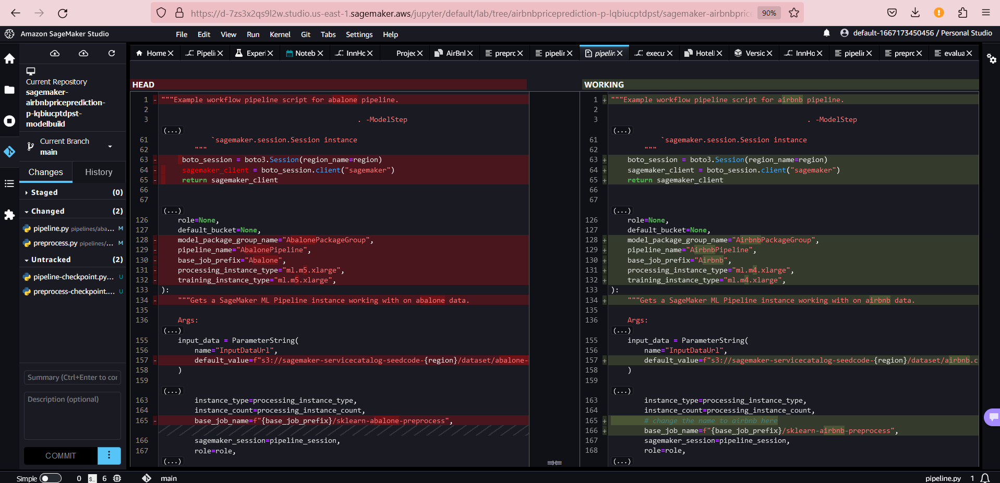 https://d-7zs3x2qs9l2w.studio.us-east-1.sagemaker.aws/jupyter/default/lab/tree/airbnbpriceprediction-p-lqbiucptdpst/sagemaker-airbnbprice
90%
Amazon SageMaker Studio
File Edit View Run Kernel Git Tabs Settings Help
default-1667173450456 / Personal Studio
Home Pipeli Experi Noteb InnHo Projec AirBnl prepro pipelin pipelin execut Hotell Versio InnHo pipelin prepro evalua
Current Repository
sagemaker-
airbnbpriceprediction-
p-lqbiucptdpst-
modelbuild
Current Branch
main
Changes History
Staged (0)
Changed (2)
pipeline.py pipelines/aba... M
preprocess.py pipelines/... M
Untracked (2)
pipeline-checkpoint.py... U
preprocess-checkpoint.... U
Summary (Ctrl+Enter to cor
Description (optional)
COMMIT
HEAD
1 - """Example workflow pipeline script for abalone pipeline.
2
3 . -ModelStep
(...)
61 `sagemaker.session.Session instance
62 """
63 - boto_session = boto3.Session(region_name=region)
64 - sagemaker_client = boto_session.client("sagemaker")
65 - return sagemaker_client
66
67
(...)
126 role=None,
127 default_bucket=None,
128 - model_package_group_name="AbalonePackageGroup",
129 - pipeline_name="AbalonePipeline",
130 - base_job_prefix="Abalone",
131 - processing_instance_type="ml.m5.xlarge",
132 - training_instance_type="ml.m5.xlarge",
133 ):
134 - """Gets a SageMaker ML Pipeline instance working with on abalone data.
135
136 Args:
(...)
155 input_data = ParameterString(
156 name="InputDataUrl",
157 - default_value=f"s3://sagemaker-servicecatalog-seedcode-{region}/dataset/abalone-
158 )
159
(...)
163 instance_type=processing_instance_type,
164 instance_count=processing_instance_count,
165 - base_job_name=f"{base_job_prefix}/sklearn-abalone-preprocess",
166 sagemaker_session=pipeline_session,
167 role=role,
(...)
WORKING
1 + """Example workflow pipeline script for airbnb pipeline.
2
3 . -ModelStep
(...)
61 `sagemaker.session.Session instance
62 """
63 + boto_session = boto3.Session(region_name=region)
64 + sagemaker_client = boto_session.client("sagemaker")
65 + return sagemaker_client
66
67
(...)
126 role=None,
127 default_bucket=None,
128 + model_package_group_name="AirbnbPackageGroup",
129 + pipeline_name="AirbnbPipeline",
130 + base_job_prefix="Airbnb",
131 + processing_instance_type="ml.m4.xlarge",
132 + training_instance_type="ml.m4.xlarge",
133 ):
134 + """Gets a SageMaker ML Pipeline instance working with on airbnb data.
135
136 Args:
(...)
155 input_data = ParameterString(
156 name="InputDataUrl",
157 + default_value=f"s3://sagemaker-servicecatalog-seedcode-{region}/dataset/airbnb.c
158 )
159
(...)
163 instance_type=processing_instance_type,
164 instance_count=processing_instance_count,
165 + # change the name to airbnb here
166 + base_job_name=f"{base_job_prefix}/sklearn-airbnb-preprocess",
167 sagemaker_session=pipeline_session,
168 role=role,
(...)
Simple 0 $_ 6 main pipeline.py 1